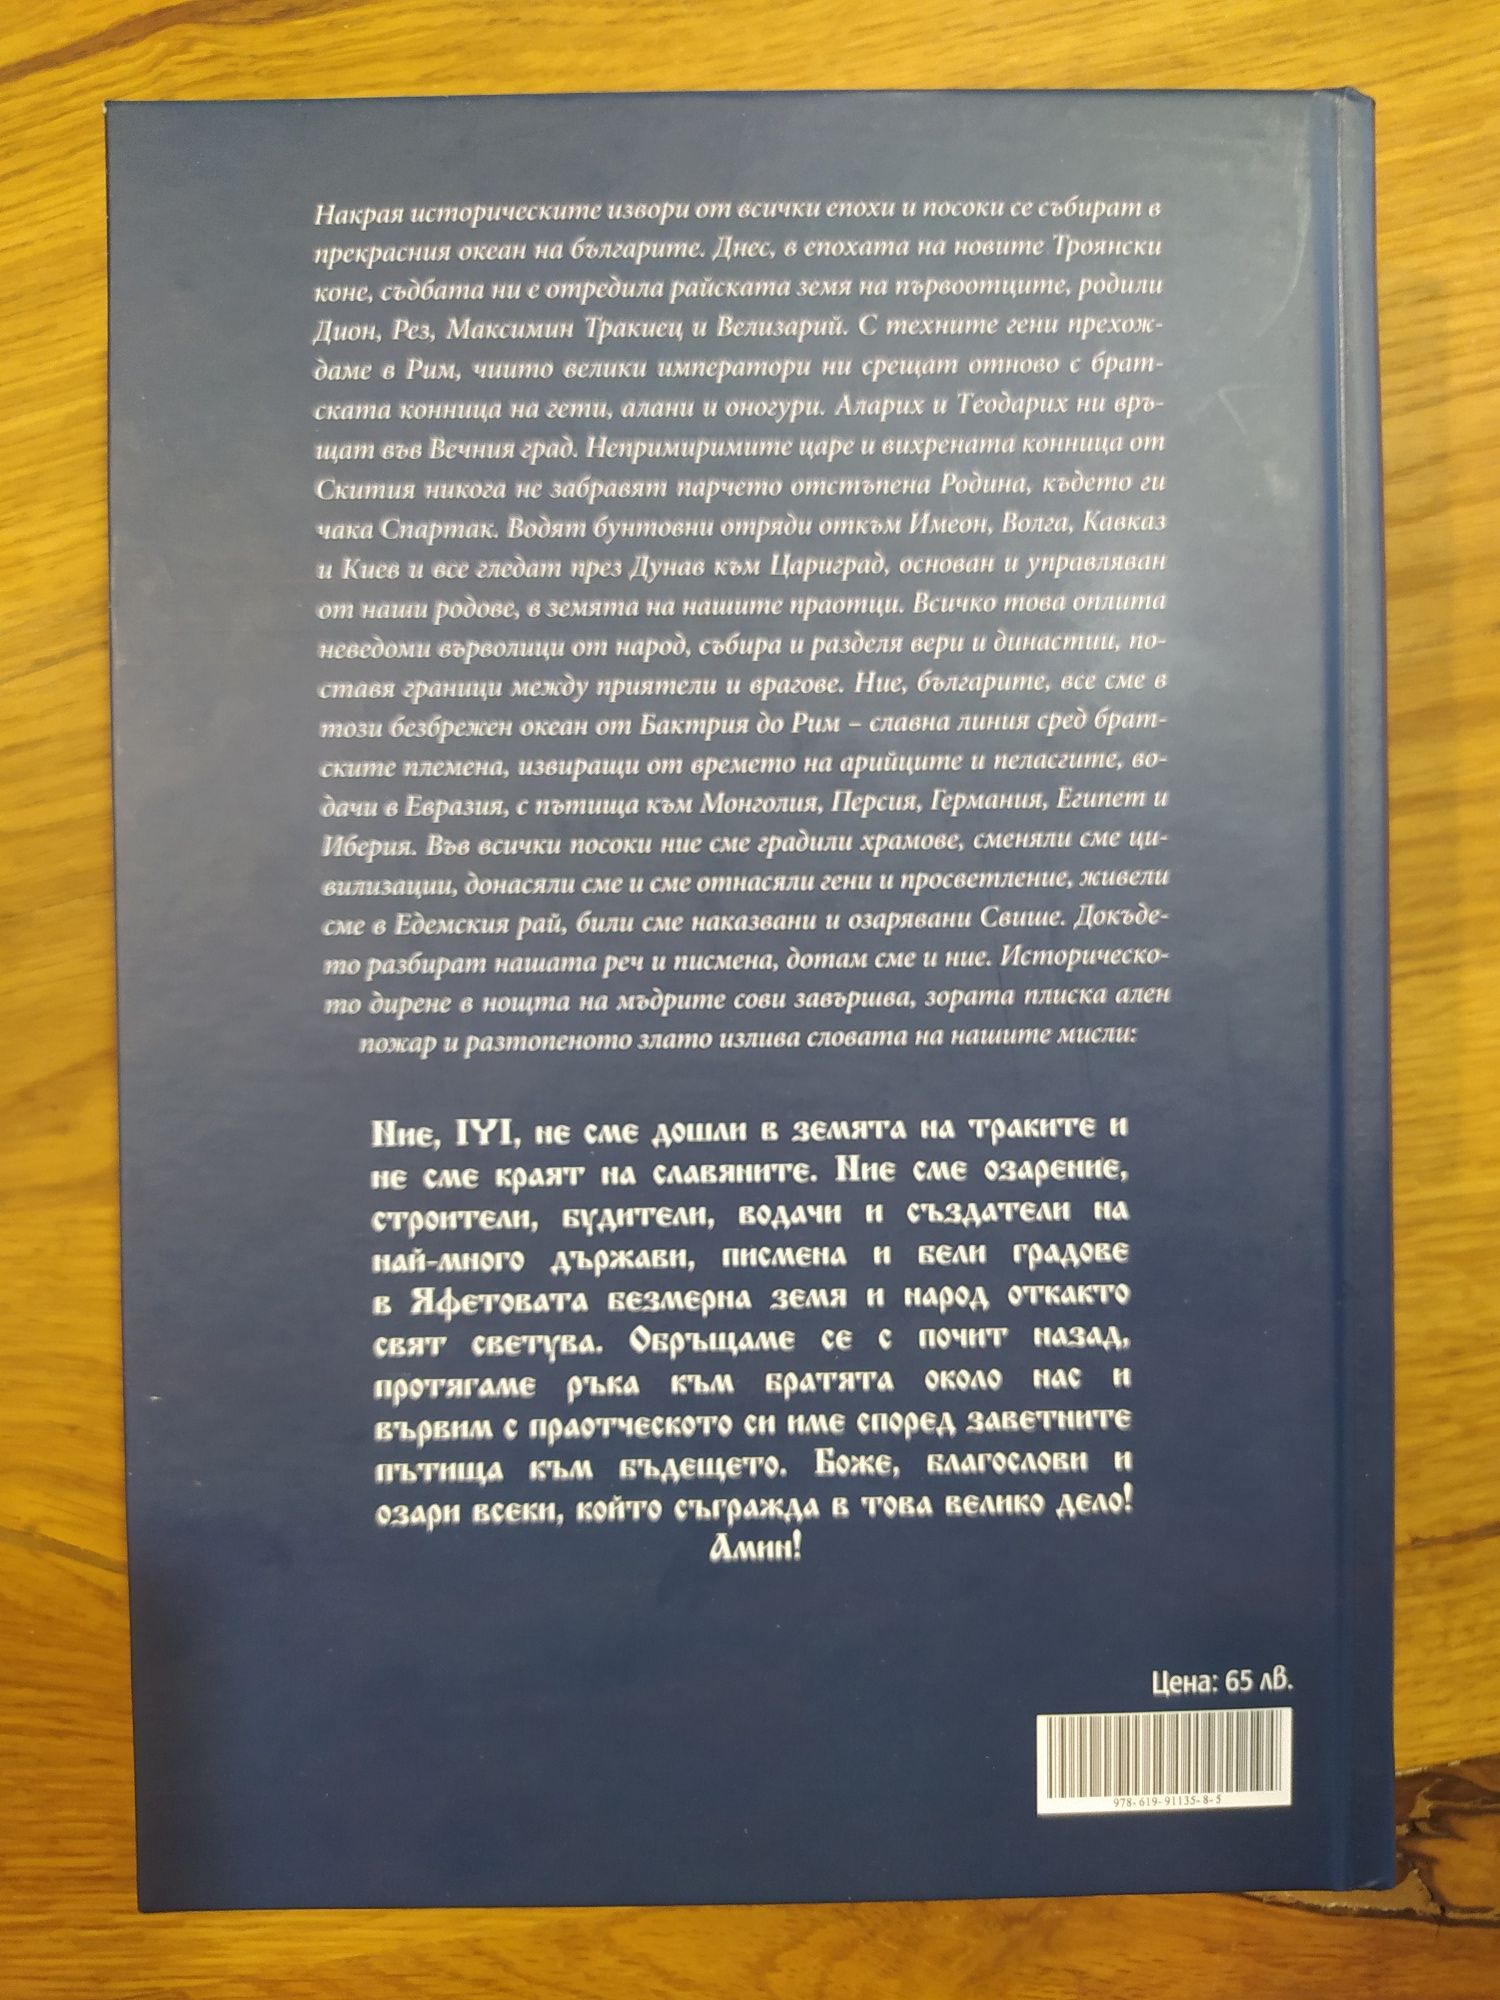 Накрая историческите извори от всички епохи и посоки се събират в
прекрасния океан на българите. Днес, в епохата на новите Троянски
коне, съдбата ни е отредила райската земя на първоотците, родили
Дион, Рез, Максимин Тракиец и Велизарий. С техните гени прехож-
даме в Рим, чиито велики императори ни срещат отново с брат-
ската конница на гети, алани и оногури. Аларих и Теодарих ни връ-
щат във Вечния град. Непримиримите царе и вихрената конница от
Скития никога не забравят парчето отстъпена Родина, където ги
чака Спартак. Водят бунтовни отряди откъм Имеон, Волга, Кавказ
и Киев и все гледат през Дунав към Цариград, основан и управляван
от наши родове, в земята на нашите праотци. Всичко това оплита
неведоми върволици от народ, събира и разделя вери и династии, по-
ставя граници между приятели и врагове. Ние, българите, все сме в
този безбрежен океан от Бактрия до Рим – славна линия сред брат-
ските племена, извиращи от времето на арийците и пеласгите, во-
дачи в Евразия, с пътища към Монголия, Персия, Германия, Египет и
Иберия. Във всички посоки ние сме градили храмове, сменяли сме ци-
вилизации, донасяли сме и сме отнасяли гени и просветление, живели
сме в Едемския рай, били сме наказвани и озарявани Свише. Докъде-
то разбират нашата реч и писмена, дотам сме и ние. Историческо-
то дирене в нощта на мъдрите сови завършва, зората плиска ален
пожар и разтопеното злато излива словата на нашите мисли:
Ние, IYI, не сме дошли в земята на траките и
не сме краят на славяните. Ние сме озарение,
строители, будители, водачи и създатели на
най-много държави, писмена и бели градове
в Яфетовата безмерна земя и народ откакто
свят светува. Обръщаме се с почит назад,
протягаме ръка към братята около нас и
вървим с праотческото си име според заветните
пътища към бъдещето. Боже, благослови и
озари всеки, който съгражда в това велико дело!
Амин!
Цена: 65 лв.
978-619-91135-8-5